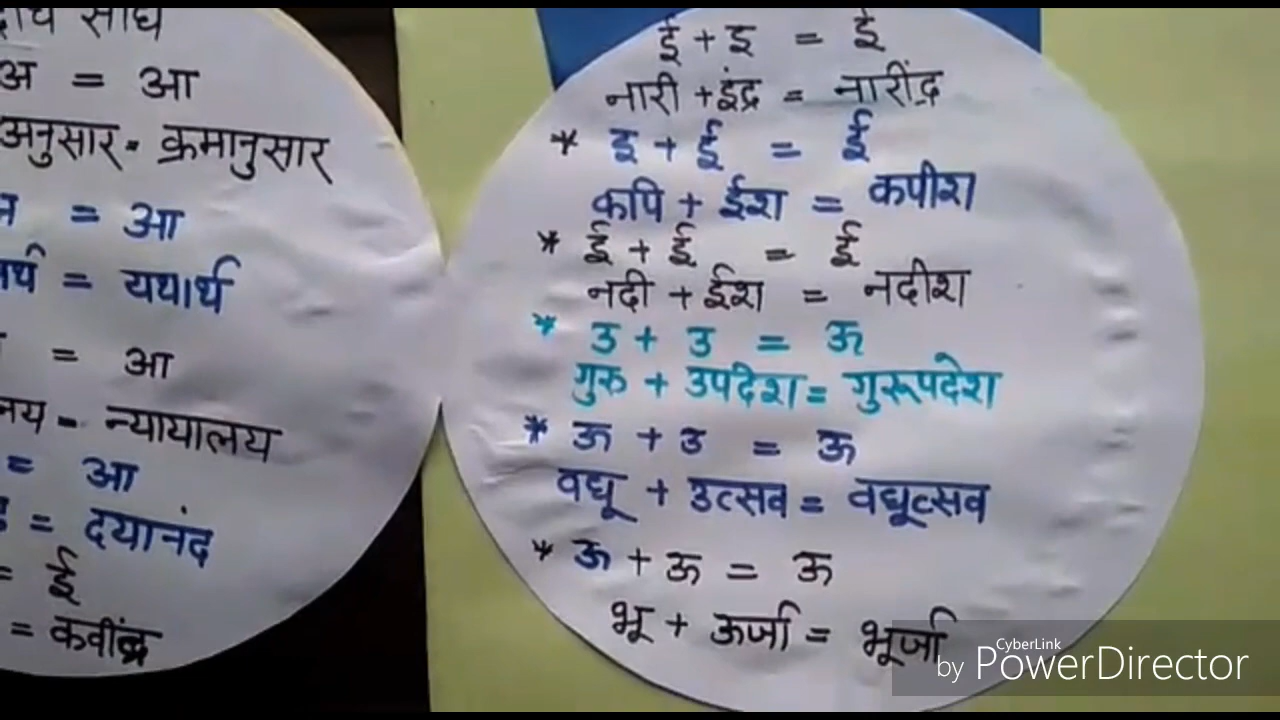 दीर्घ संधि
अ = आ
अनुसार = क्रमानुसार
= आ
= यथार्थ
= आ
= न्यायालय
= आ
= दयानंद
= ई
= कवींद्र
ई + इ = ई
नारी + इंद्र = नारींद्र
* इ + ई = ई
कपि + ईश = कपीश
* ई + ई = ई
नदी + ईश = नदीश
* उ + उ = ऊ
गुरु + उपदेश = गुरूपदेश
* ऊ + उ = ऊ
वधू + उत्सव = वधूत्सव
* ऊ + ऊ = ऊ
भू + ऊर्जा = भूर्जा
CyberLink
by PowerDirector